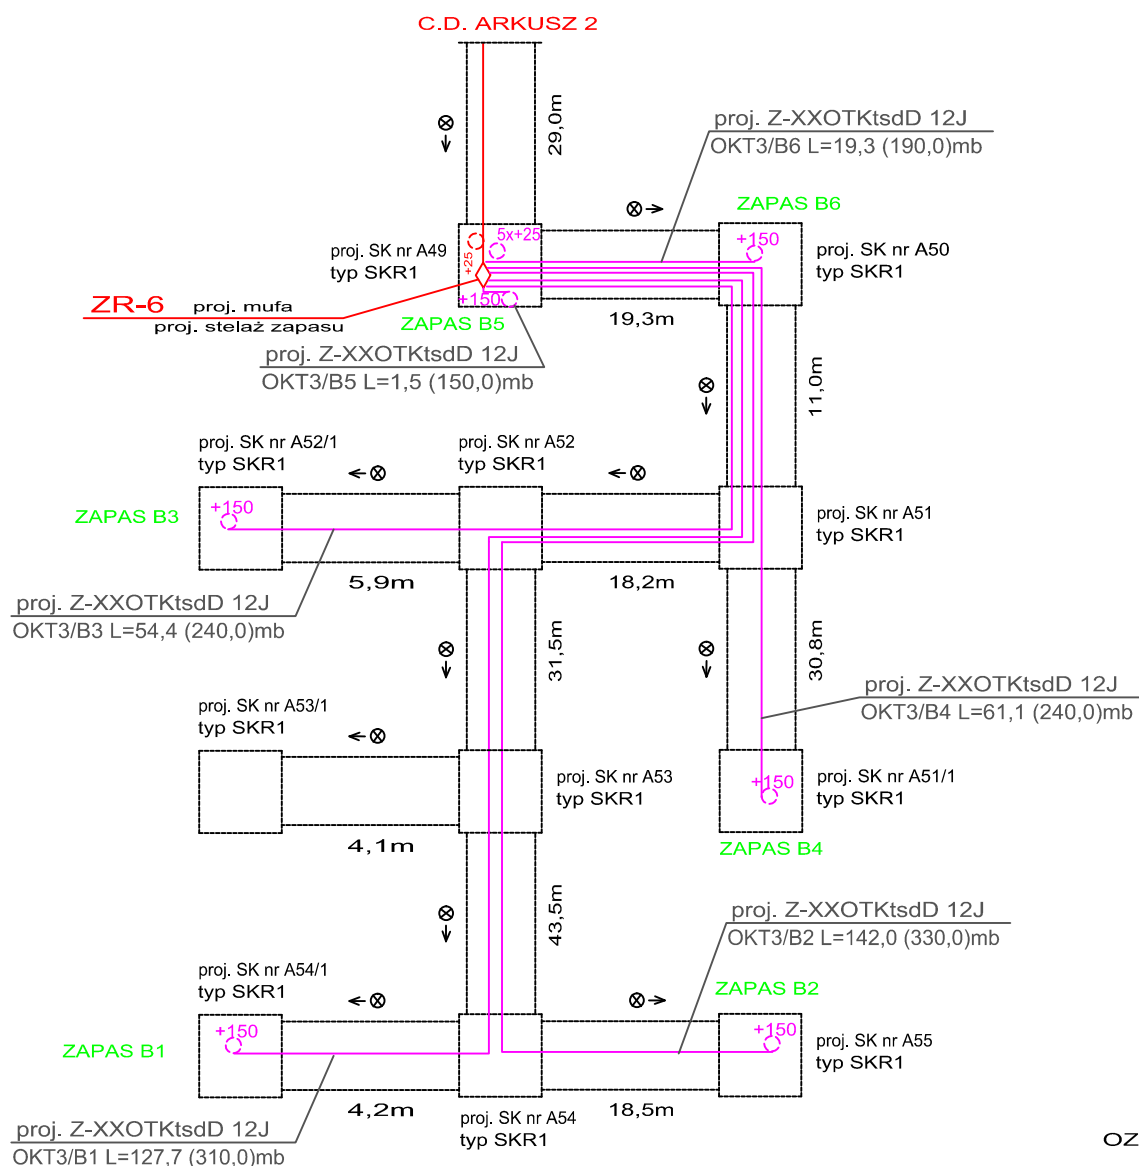 C.D. ARKUSZ 2
29,0m
proj. Z-XXOTKtsdD 12J
OKT3/B6 L=19,3 (190,0)mb
ZAPAS B6
proj. SK nr A49
typ SKR1
+25
5x+25
+150
proj. SK nr A50
typ SKR1
ZR-6 proj. mufa
proj. stelaż zapasu
+150
ZAPAS B5
19,3m
proj. Z-XXOTKtsdD 12J
OKT3/B5 L=1,5 (150,0)mb
11,0m
proj. SK nr A52/1
typ SKR1
proj. SK nr A52
typ SKR1
ZAPAS B3
+150
proj. SK nr A51
typ SKR1
5,9m
18,2m
proj. Z-XXOTKtsdD 12J
OKT3/B3 L=54,4 (240,0)mb
31,5m
30,8m
proj. Z-XXOTKtsdD 12J
OKT3/B4 L=61,1 (240,0)mb
proj. SK nr A53/1
typ SKR1
proj. SK nr A53
typ SKR1
+150
proj. SK nr A51/1
typ SKR1
4,1m
ZAPAS B4
43,5m
proj. Z-XXOTKtsdD 12J
OKT3/B2 L=142,0 (330,0)mb
proj. SK nr A54/1
typ SKR1
ZAPAS B2
ZAPAS B1
+150
+150
proj. SK nr A55
typ SKR1
4,2m
18,5m
proj. SK nr A54
typ SKR1
proj. Z-XXOTKtsdD 12J
OKT3/B1 L=127,7 (310,0)mb
OZ